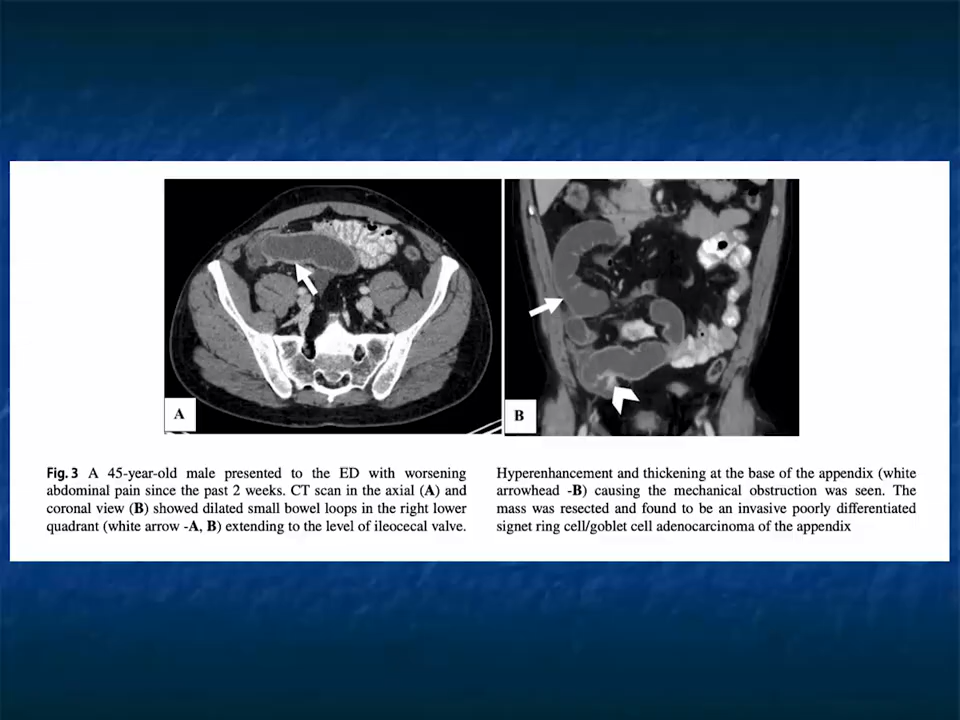 A
B
Fig. 3 A 45-year-old male presented to the ED with worsening
abdominal pain since the past 2 weeks. CT scan in the axial (A) and
coronal view (B) showed dilated small bowel loops in the right lower
quadrant (white arrow -A, B) extending to the level of ileocecal valve.
Hyperenhancement and thickening at the base of the appendix (white
arrowhead -B) causing the mechanical obstruction was seen. The
mass was resected and found to be an invasive poorly differentiated
signet ring cell/goblet cell adenocarcinoma of the appendix